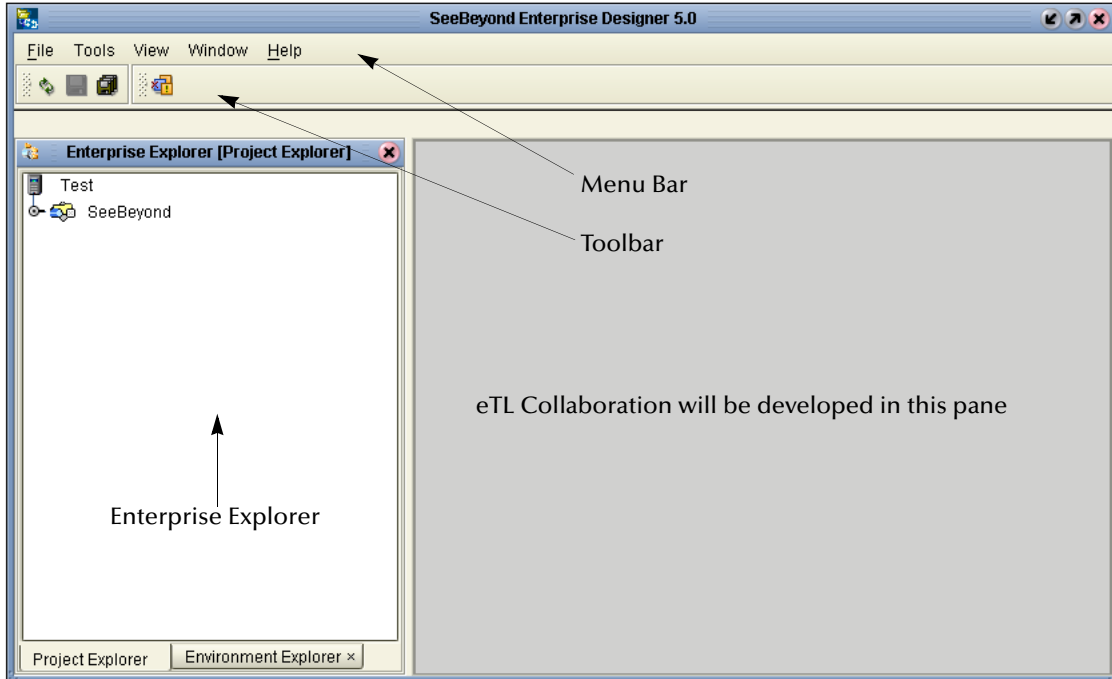 SeeBeyond Enterprise Designer 5.0
File Tools View Window Help
Enterprise Explorer [Project Explorer]
Test
SeeBeyond
Menu Bar
Toolbar
eTL Collaboration will be developed in this pane
Enterprise Explorer
Project Explorer Environment Explorer ×